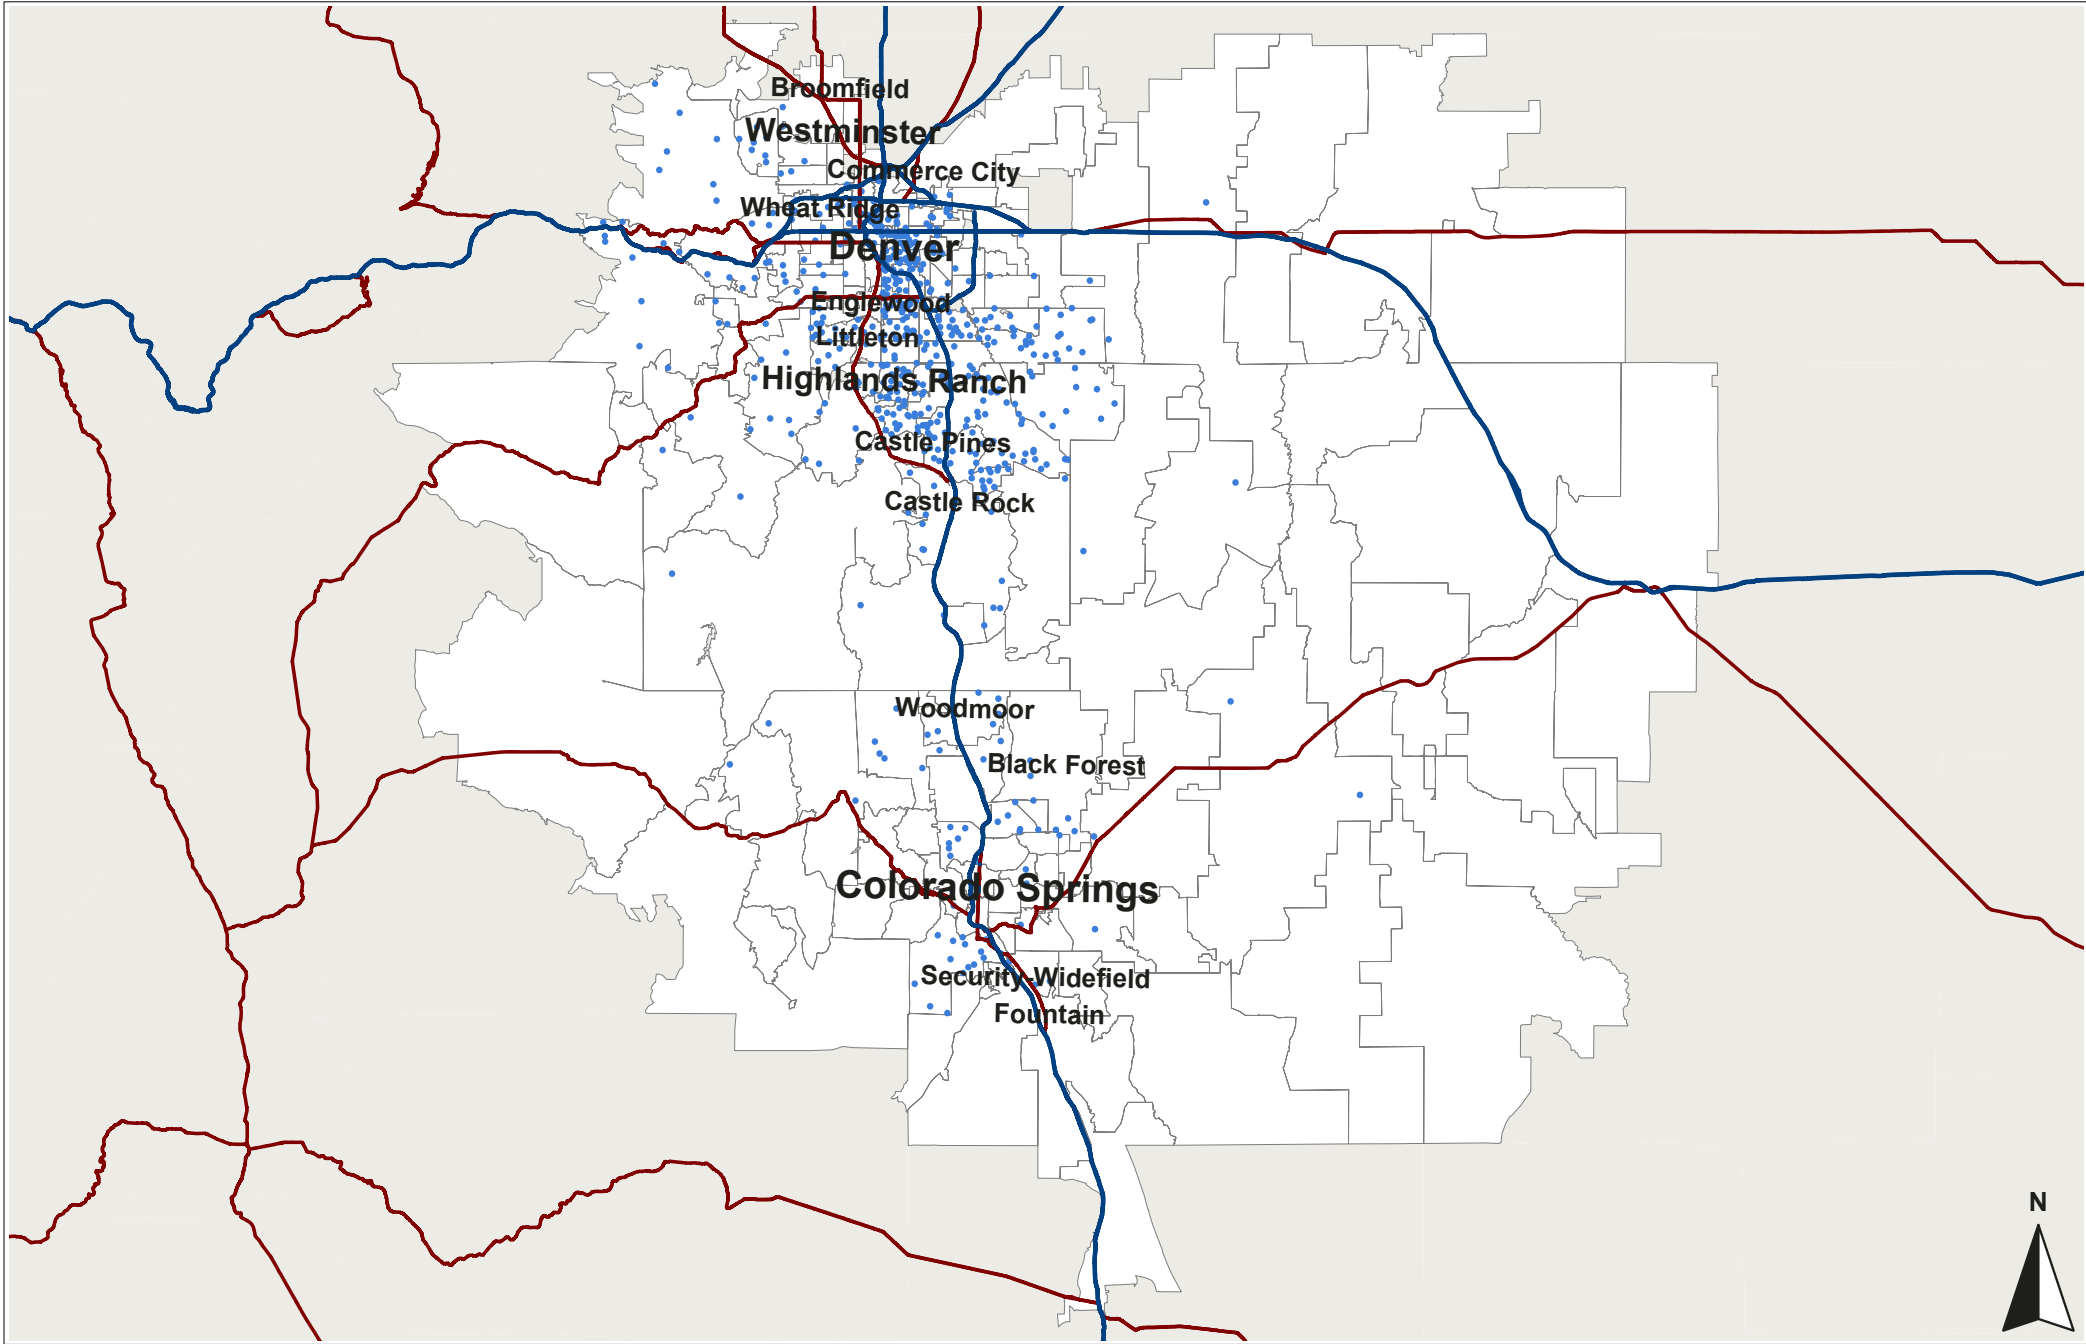 Broomfield
Westminster
Commerce City
Wheat Ridge
Denver
Englewood
Littleton
Highlands Ranch
Castle Pines
Castle Rock
Woodmoor
Black Forest
Colorado Springs
Security-Widefield
Fountain
N